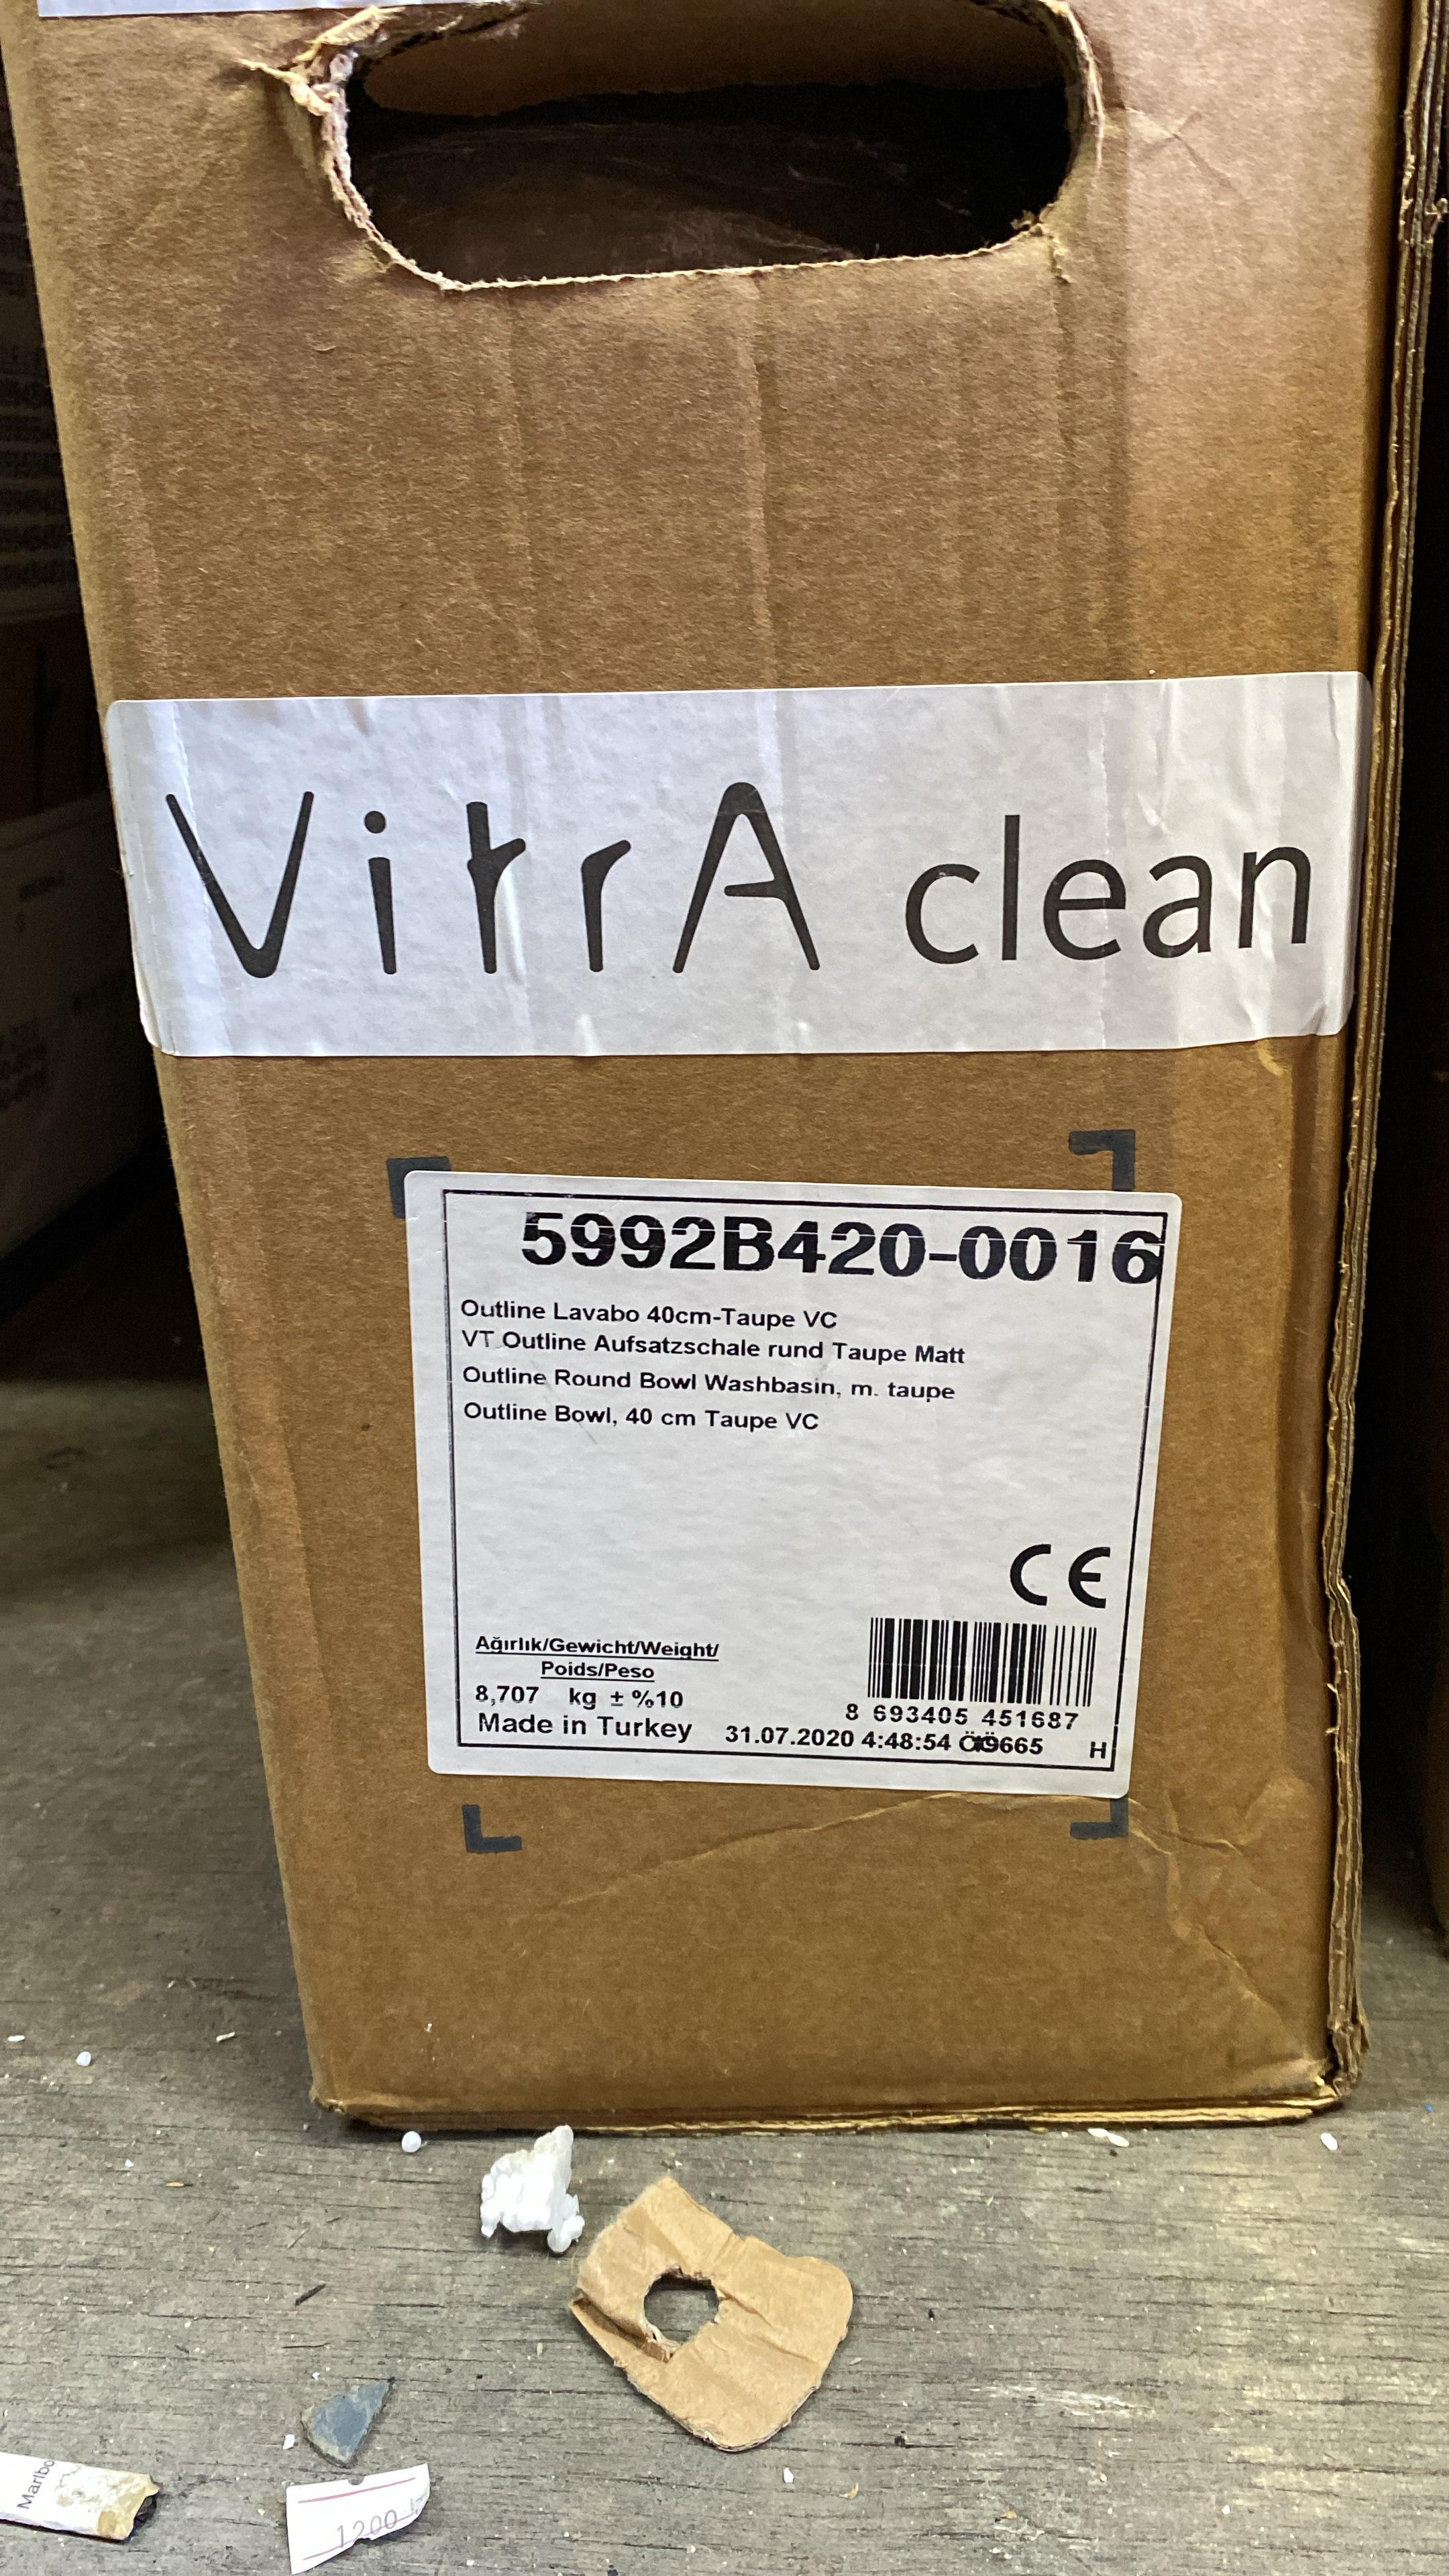 VitrA clean
5992B420-0016
Outline Lavabo 40cm-Taupe VC
VT Outline Aufsatzschale rund Taupe Matt
Outline Round Bowl Washbasin, m. taupe
Outline Bowl, 40 cm Taupe VC
CE
Ağırlık/Gewicht/Weight/
Poids/Peso
8,707 kg ± %10
8 693405 451687
Made in Turkey 31.07.2020 4:48:54 H
Marlbo
1200